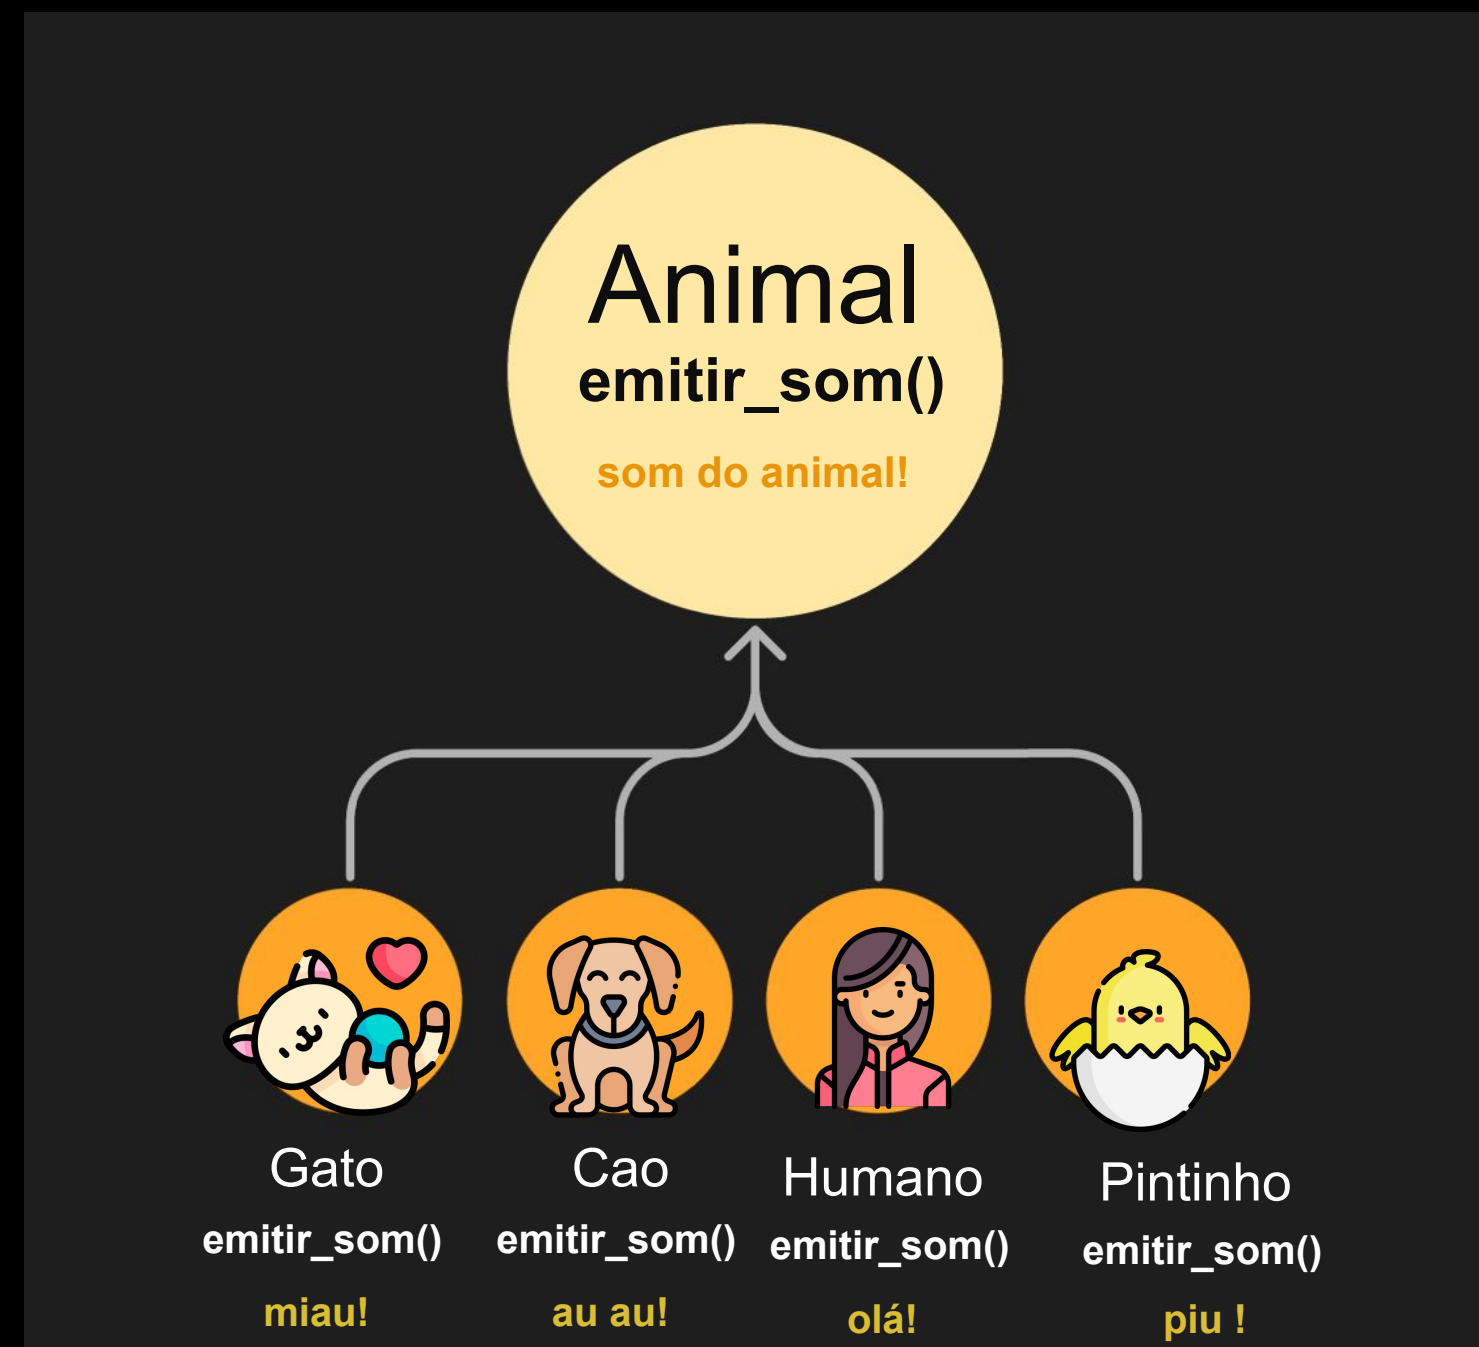 Animal
emitir_som()
som do animal!
Gato
emitir_som()
miau!
Cao
emitir_som()
au au!
Humano
emitir_som()
olá!
Pintinho
emitir_som()
piu !